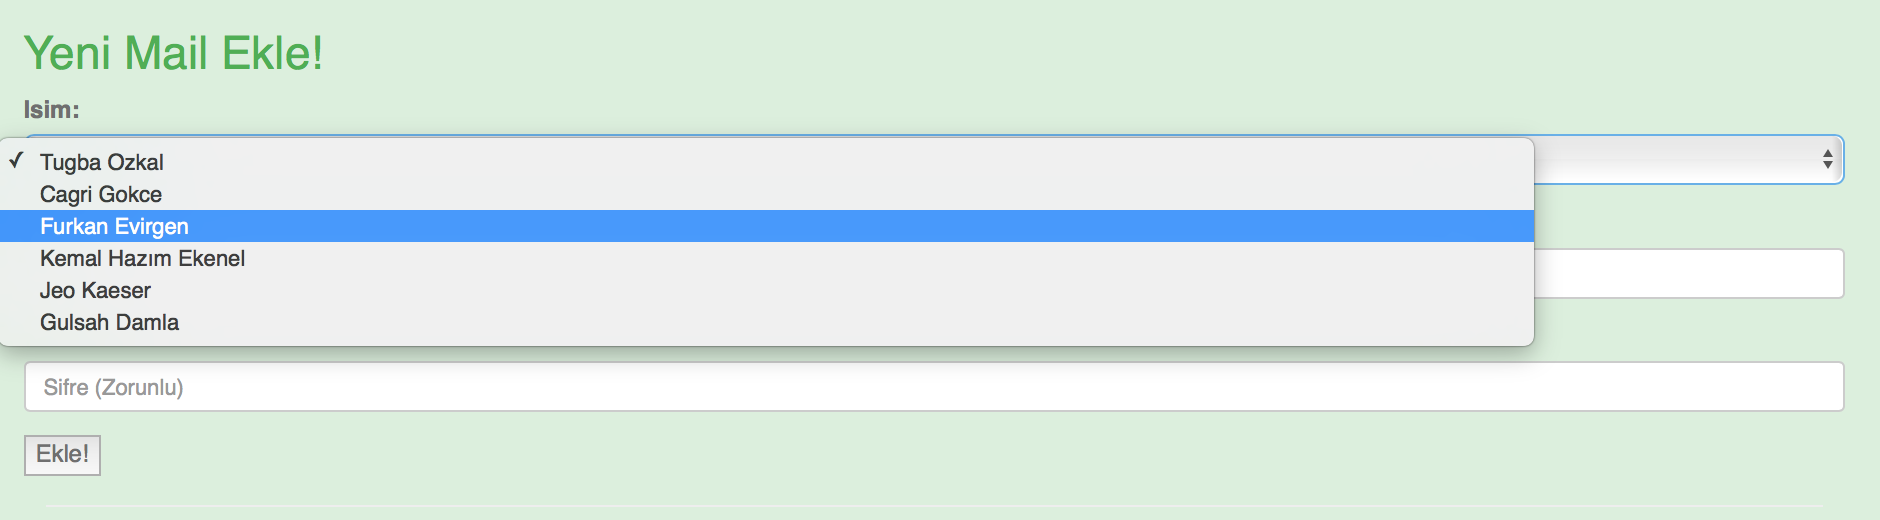 Yeni Mail Ekle!
Isim:
✓ Tugba Ozkal
Cagri Gokce
Furkan Evirgen
Kemal Hazım Ekenel
Jeo Kaeser
Gulsah Damla
Sifre (Zorunlu)
Ekle!